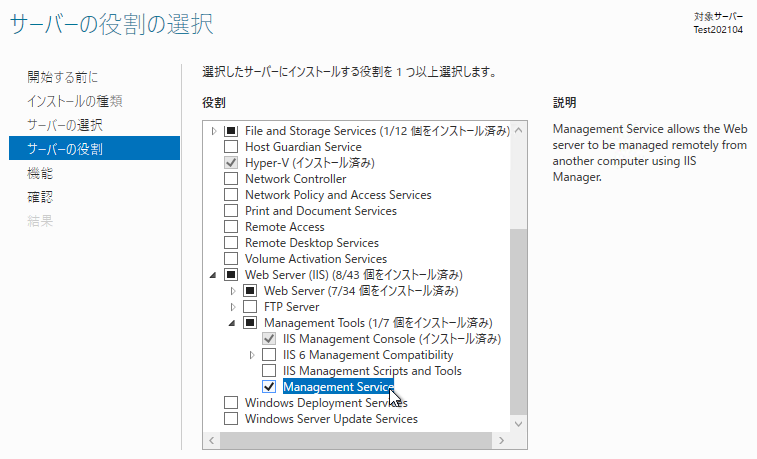 サーバーの役割の選択
対象サーバー
Test202104
開始する前に
インストールの種類
サーバーの選択
サーバーの役割
機能
確認
結果
選択したサーバーにインストールする役割を 1 つ以上選択します。
役割
File and Storage Services (1/12 個をインストール済み)
Host Guardian Service
Hyper-V (インストール済み)
Network Controller
Network Policy and Access Services
Print and Document Services
Remote Access
Remote Desktop Services
Volume Activation Services
Web Server (IIS) (8/43 個をインストール済み)
Web Server (7/34 個をインストール済み)
FTP Server
Management Tools (1/7 個をインストール済み)
IIS Management Console (インストール済み)
IIS 6 Management Compatibility
IIS Management Scripts and Tools
Management Service
Windows Deployment Services
Windows Server Update Services
説明
Management Service allows the Web
server to be managed remotely from
another computer using IIS
Manager.